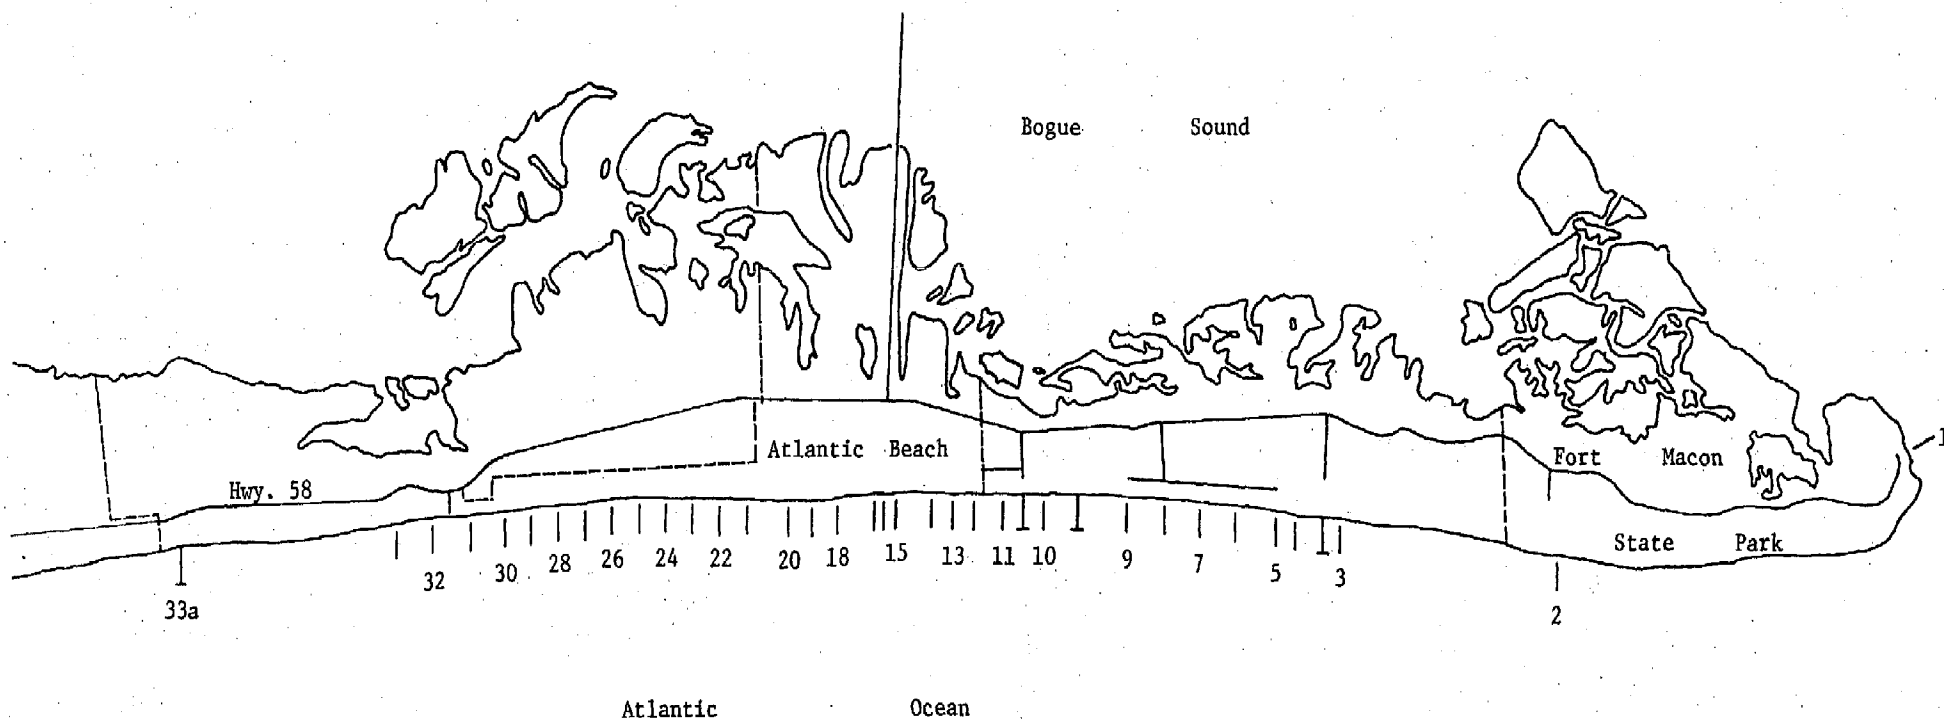 Bogue Sound
1
Atlantic Beach
Fort Macon
Hwy. 58
State Park
33a 32 30 28 26 24 22 20 18 15 13 11 10 9 7 5 3 2
Atlantic Ocean